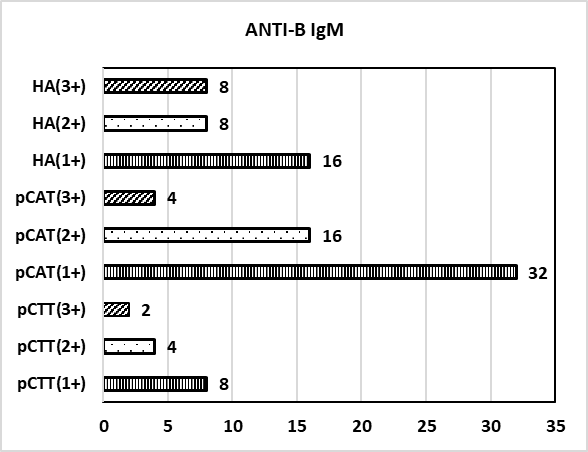 ANTI-B IgM
HA(3+) 8
HA(2+) 8
HA(1+) 16
pCAT(3+) 4
pCAT(2+) 16
pCAT(1+) 32
pCTT(3+) 2
pCTT(2+) 4
pCTT(1+) 8
0 5 10 15 20 25 30 35